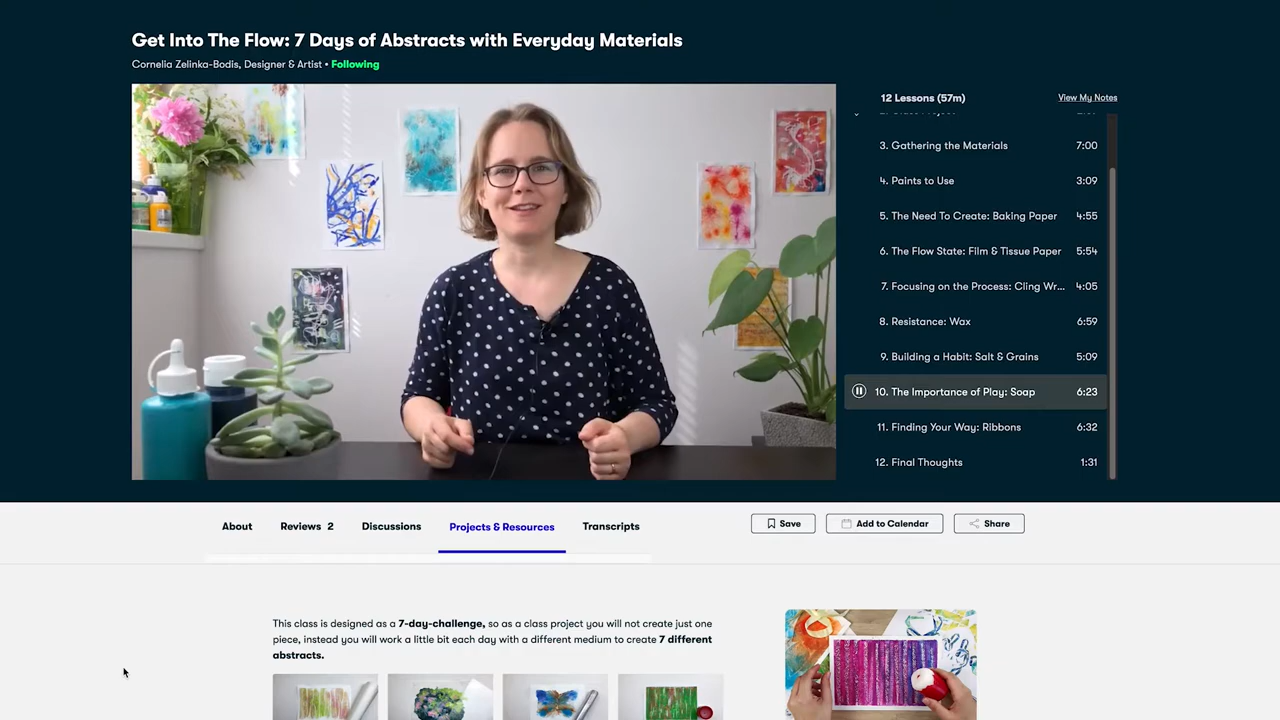 Get Into The Flow: 7 Days of Abstracts with Everyday Materials
Cornelia Zelinka-Bodis, Designer & Artist • Following
12 Lessons (57m)
View My Notes
3. Gathering the Materials 7:00
4. Paints to Use 3:09
5. The Need To Create: Baking Paper 4:55
6. The Flow State: Film & Tissue Paper 5:54
7. Focusing on the Process: Cling Wr... 4:05
8. Resistance: Wax 6:59
9. Building a Habit: Salt & Grains 5:09
10. The Importance of Play: Soap 6:23
11. Finding Your Way: Ribbons 6:32
12. Final Thoughts 1:31
About Reviews 2 Discussions Projects & Resources Transcripts
Save Add to Calendar Share
This class is designed as a 7-day-challenge, so as a class project you will not create just one
piece, instead you will work a little bit each day with a different medium to create 7 different
abstracts.